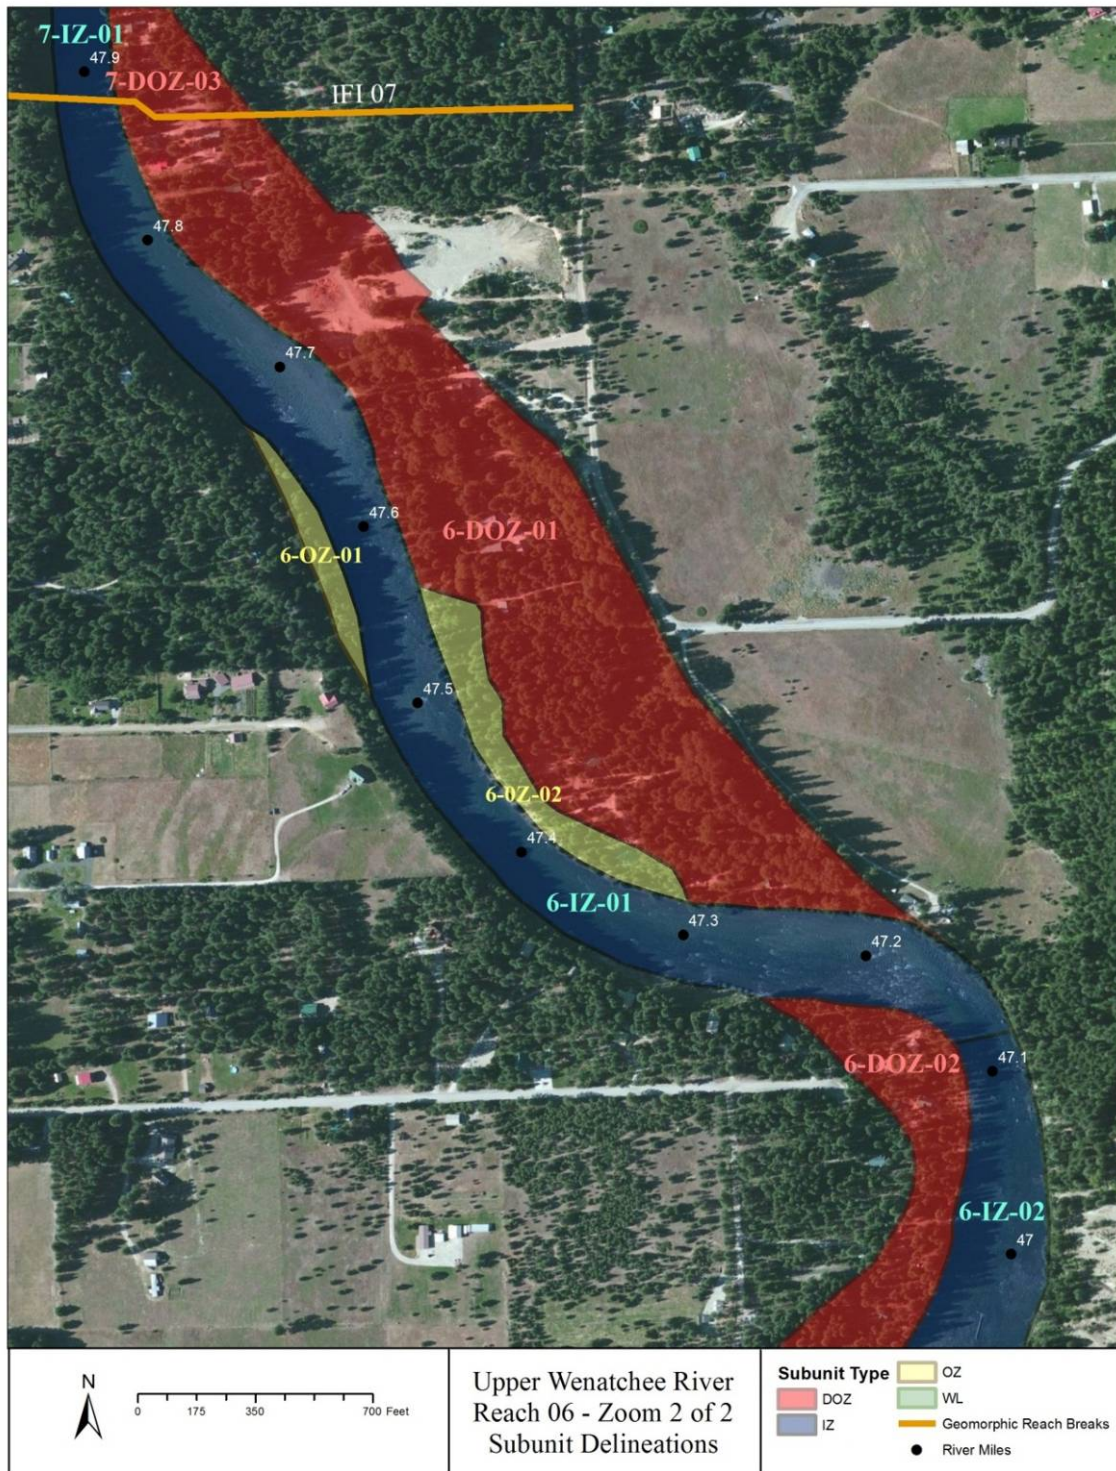 7-IZ-01
47.9
7-DOZ-03
IFI 07
47.8
47.7
47.6
6-DOZ-01
6-OZ-01
47.5
6-0Z-02
47.4
6-IZ-01
47.3
47.2
6-DOZ-02
47.1
6-IZ-02
47
N
0 175 350 700 Feet
Upper Wenatchee River
Reach 06 - Zoom 2 of 2
Subunit Delineations
Subunit Type
DOZ
IZ
OZ
WL
Geomorphic Reach Breaks
River Miles